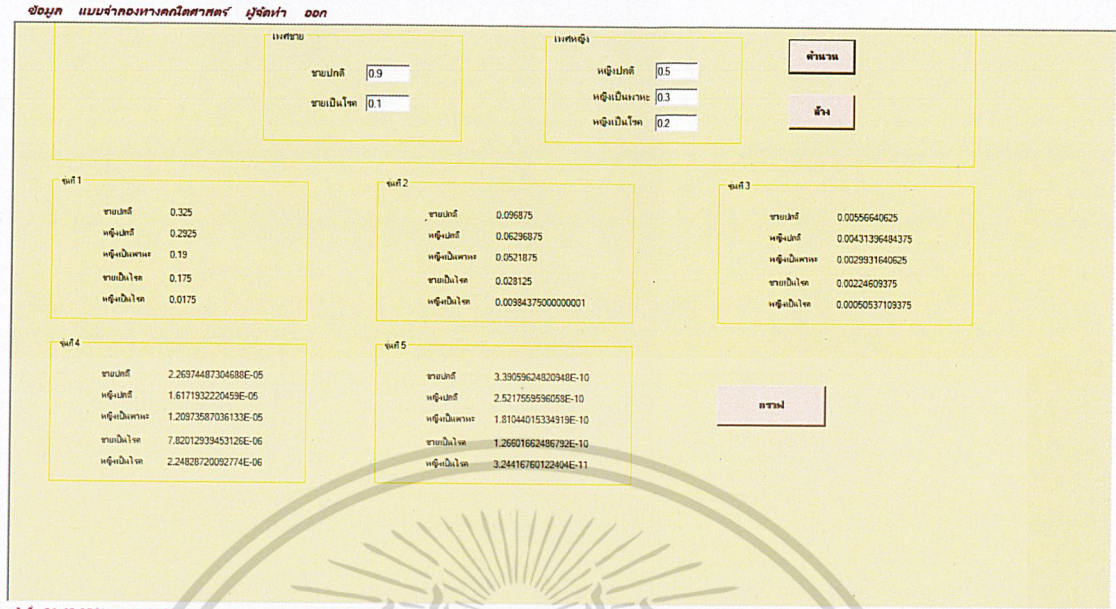 ข้อมูล แบบจำลองทางคณิตศาสตร์ ผู้จัดทำ ออก
เพศชาย
ชายปกติ 0.9
ชายเป็นโรค 0.1
เพศหญิง
หญิงปกติ 0.5
หญิงเป็นพาหะ 0.3
หญิงเป็นโรค 0.2
คำนวน
ล้าง
รุ่นที่ 1
ชายปกติ 0.325
หญิงปกติ 0.2925
หญิงเป็นพาหะ 0.19
ชายเป็นโรค 0.175
หญิงเป็นโรค 0.0175
รุ่นที่ 2
ชายปกติ 0.096875
หญิงปกติ 0.06296875
หญิงเป็นพาหะ 0.0521875
ชายเป็นโรค 0.028125
หญิงเป็นโรค 0.00984375000000001
รุ่นที่ 3
ชายปกติ 0.00556640625
หญิงปกติ 0.00431396484375
หญิงเป็นพาหะ 0.0029931640625
ชายเป็นโรค 0.00224609375
หญิงเป็นโรค 0.00050537109375
รุ่นที่ 4
ชายปกติ 2.26974487304688E-05
หญิงปกติ 1.6171932220459E-05
หญิงเป็นพาหะ 1.20973587036133E-05
ชายเป็นโรค 7.82012939453126E-06
หญิงเป็นโรค 2.24828720092774E-06
รุ่นที่ 5
ชายปกติ 3.39059624820948E-10
หญิงปกติ 2.5217559596058E-10
หญิงเป็นพาหะ 1.81044015334919E-10
ชายเป็นโรค 1.26601662486792E-10
หญิงเป็นโรค 3.24416760122404E-11
กราฟ